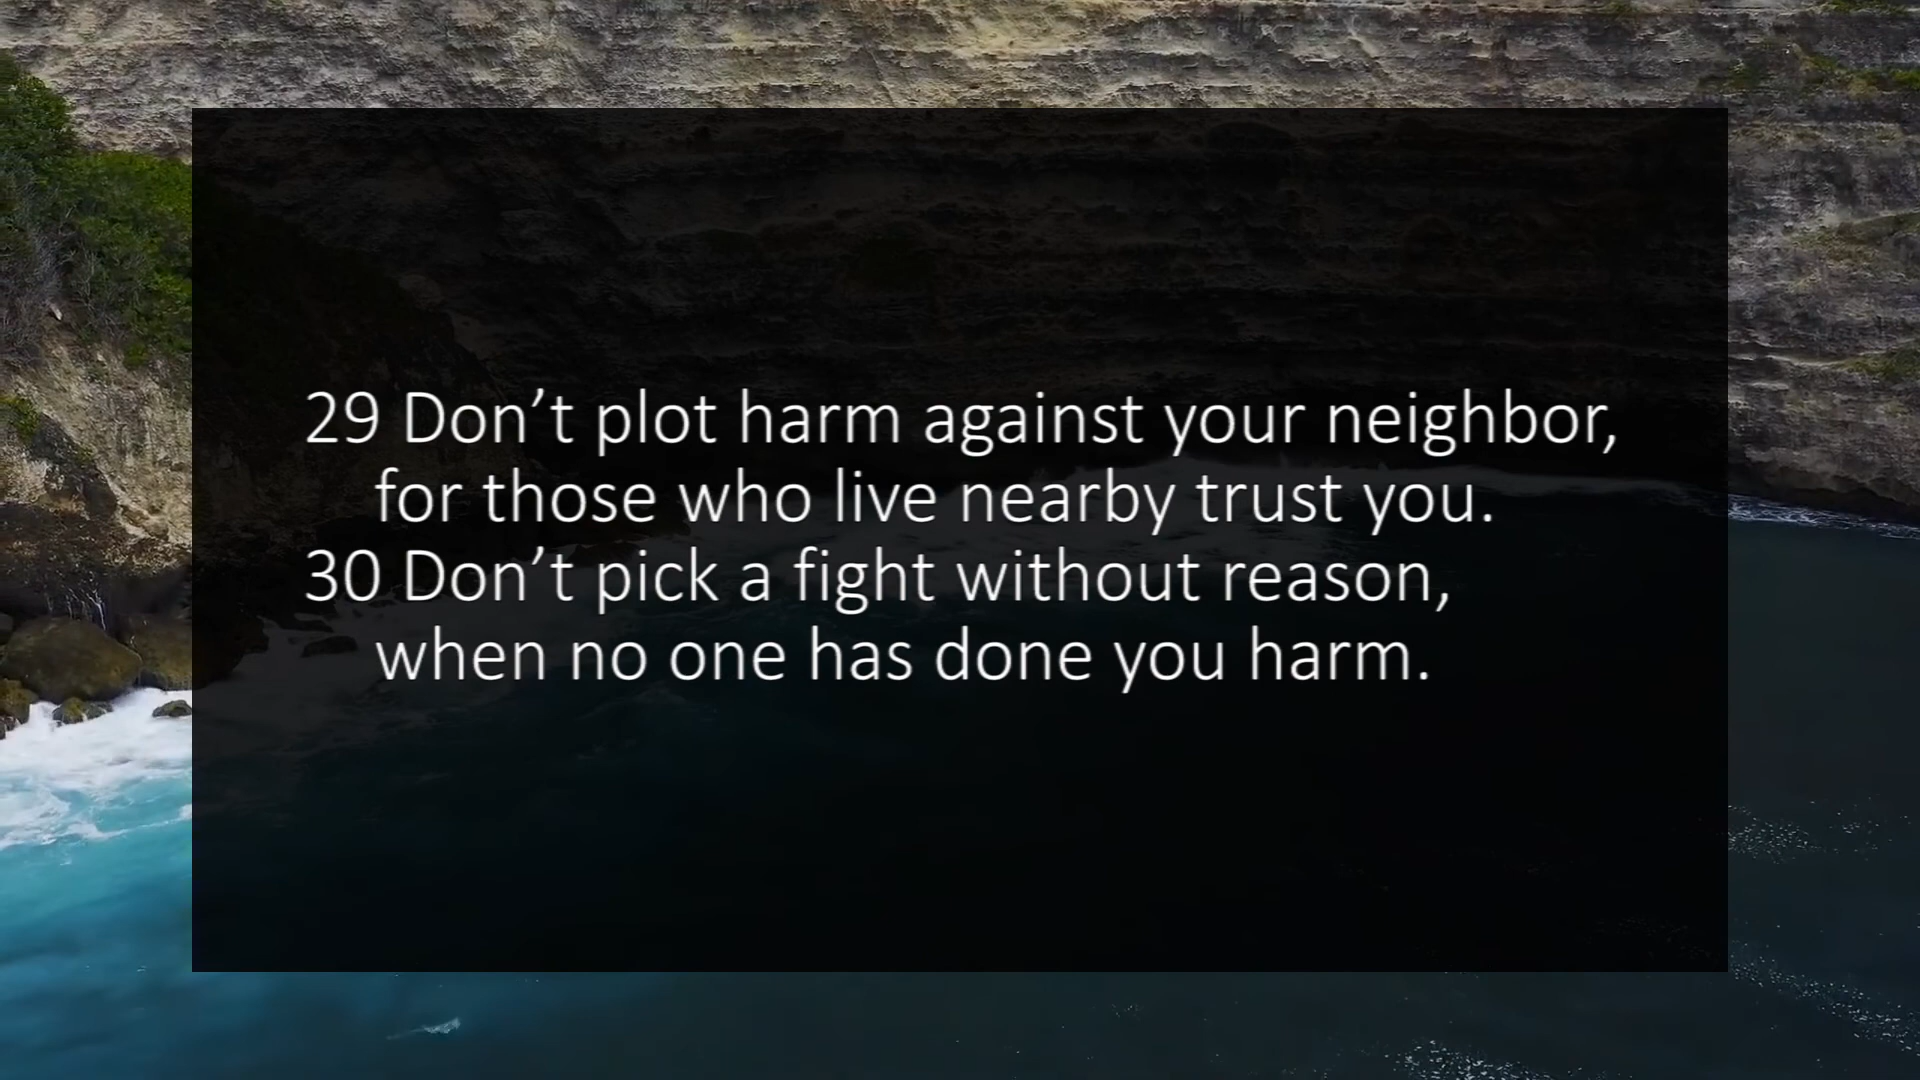 29 Don’t plot harm against your neighbor,
for those who live nearby trust you.
30 Don’t pick a fight without reason,
when no one has done you harm.